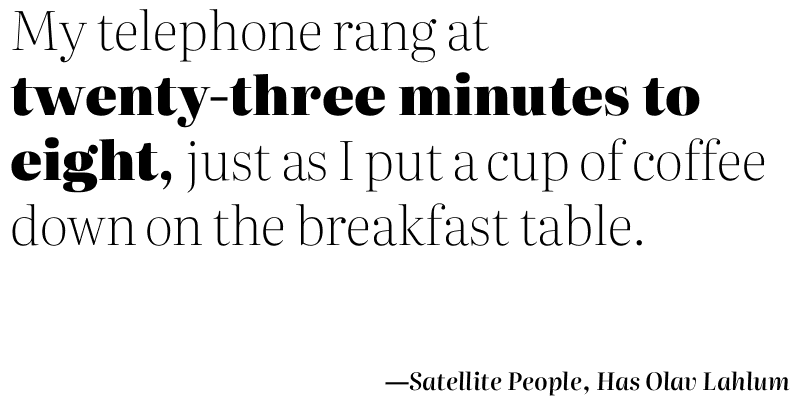 My telephone rang at
twenty-three minutes to
eight, just as I put a cup of coffee
down on the breakfast table.
—Satellite People, Has Olav Lahlum